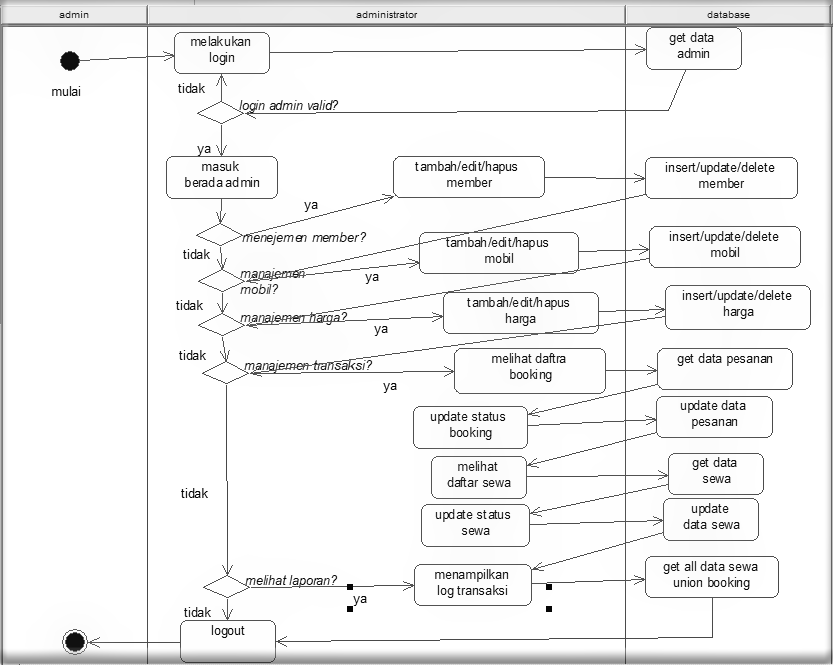 admin
administrator
database
melakukan
login
get data
admin
mulai
tidak
login admin valid?
ya
masuk
berada admin
tambah/edit/hapus
member
insert/update/delete
member
ya
menejemen member?
tidak
tambah/edit/hapus
mobil
insert/update/delete
mobil
manajemen
mobil?
ya
tidak
tambah/edit/hapus
harga
insert/update/delete
harga
manajemen harga?
ya
tidak
manajemen transaksi?
melihat daftra
booking
get data pesanan
ya
update status
booking
update data
pesanan
melihat
daftar sewa
get data
sewa
tidak
update status
sewa
update
data sewa
melihat laporan?
ya
menampilkan
log transaksi
get all data sewa
union booking
tidak
logout